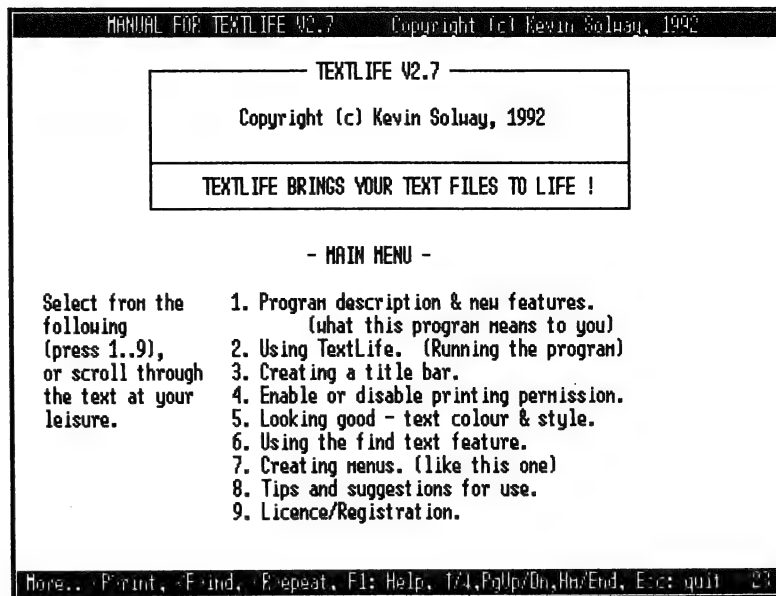 MANUAL FOR TEXTLIFE V2.7 Copyright (c) Kevin Solway, 1992
TEXTLIFE V2.7
Copyright (c) Kevin Solway, 1992
TEXTLIFE BRINGS YOUR TEXT FILES TO LIFE !
- MAIN MENU -
Select from the
following
(press 1..9),
or scroll through
the text at your
leisure.
1. Program description & new features.
(what this program means to you)
2. Using TextLife. (Running the program)
3. Creating a title bar.
4. Enable or disable printing permission.
5. Looking good - text colour & style.
6. Using the find text feature.
7. Creating menus. (like this one)
8. Tips and suggestions for use.
9. Licence/Registration.
More.. Print, Find, Repeat, F1: Help, PgUp/Dn,Hm/End, Esc: quit